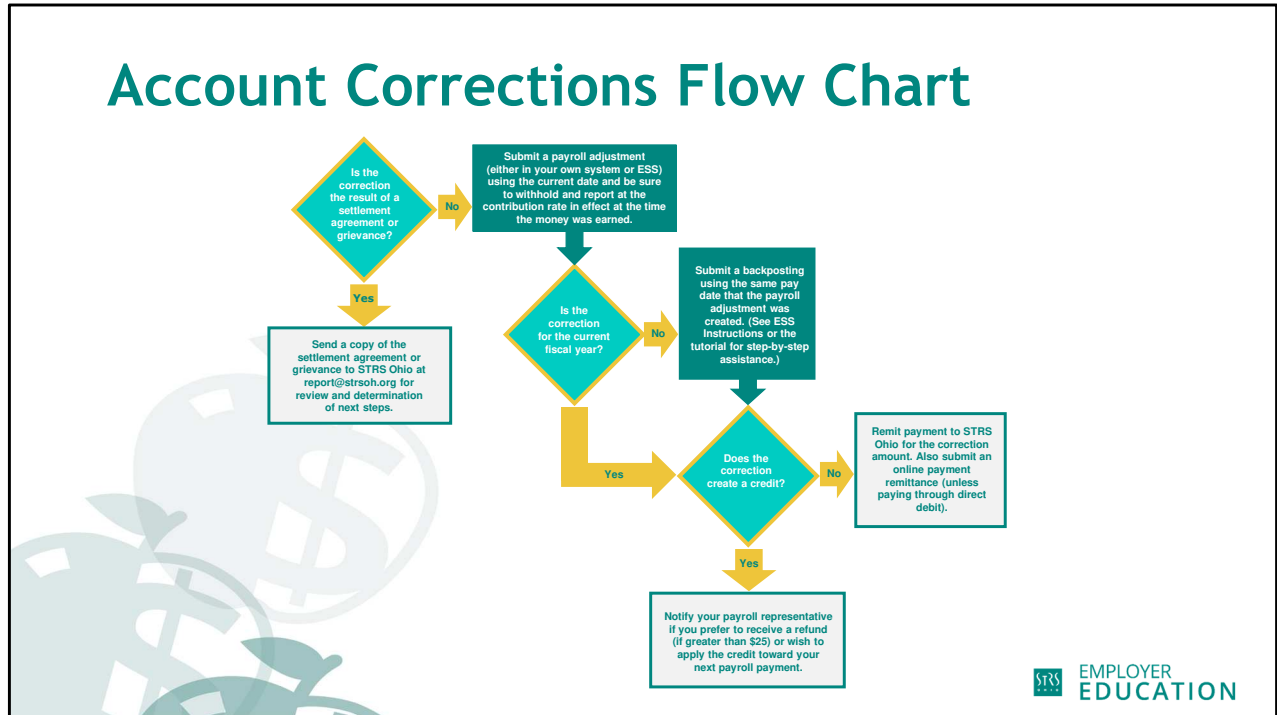 Account Corrections Flow Chart
Is the
correction
the result of a
settlement
agreement or
grievance?
No
Submit a payroll adjustment
(either in your own system or ESS)
using the current date and be sure
to withhold and report at the
contribution rate in effect at the time
the money was earned.
Yes
Send a copy of the
settlement agreement or
grievance to STRS Ohio at
report@strsoh.org for
review and determination
of next steps.
Is the
correction
for the current
fiscal year?
No
Submit a backposting
using the same pay
date that the payroll
adjustment was
created. (See ESS
Instructions or the
tutorial for step-by-step
assistance.)
Yes
Does the
correction
create a credit?
No
Remit payment to STRS
Ohio for the correction
amount. Also submit an
online payment
remittance (unless
paying through direct
debit).
Yes
Notify your payroll representative
if you prefer to receive a refund
(if greater than $25) or wish to
apply the credit toward your
next payroll payment.
STRS
OHIO
EMPLOYER
EDUCATION
$
$
$